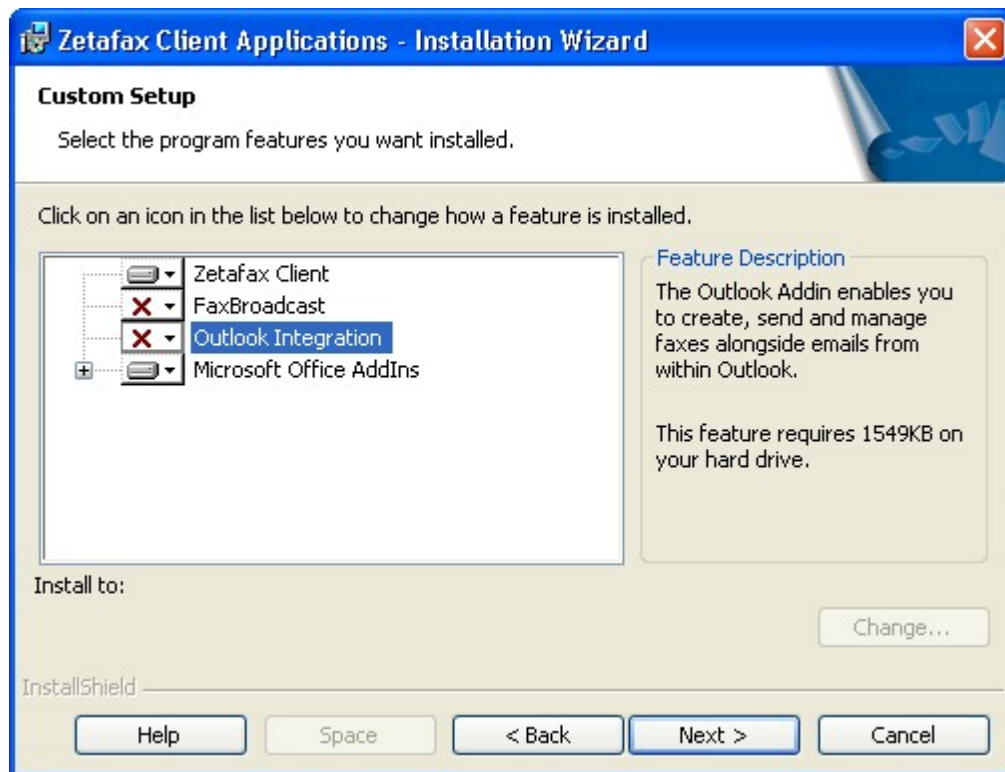 Zetafax Client Applications - Installation Wizard
Custom Setup
Select the program features you want installed.
Click on an icon in the list below to change how a feature is installed.
Zetafax Client
FaxBroadcast
Outlook Integration
Microsoft Office AddIns
Feature Description
The Outlook Addin enables you
to create, send and manage
faxes alongside emails from
within Outlook.
This feature requires 1549KB on
your hard drive.
Install to:
Change...
InstallShield
Help
Space
< Back
Next >
Cancel